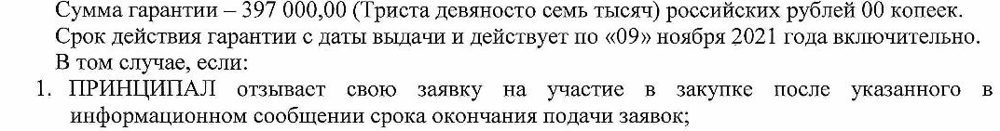 Сумма гарантии – 397 000,00 (Триста девяносто семь тысяч) российских рублей 00 копеек.
Срок действия гарантии с даты выдачи и действует по «09» ноября 2021 года включительно.
В том случае, если:
1. ПРИНЦИПАЛ отзывает свою заявку на участие в закупке после указанного в
информационном сообщении срока окончания подачи заявок;